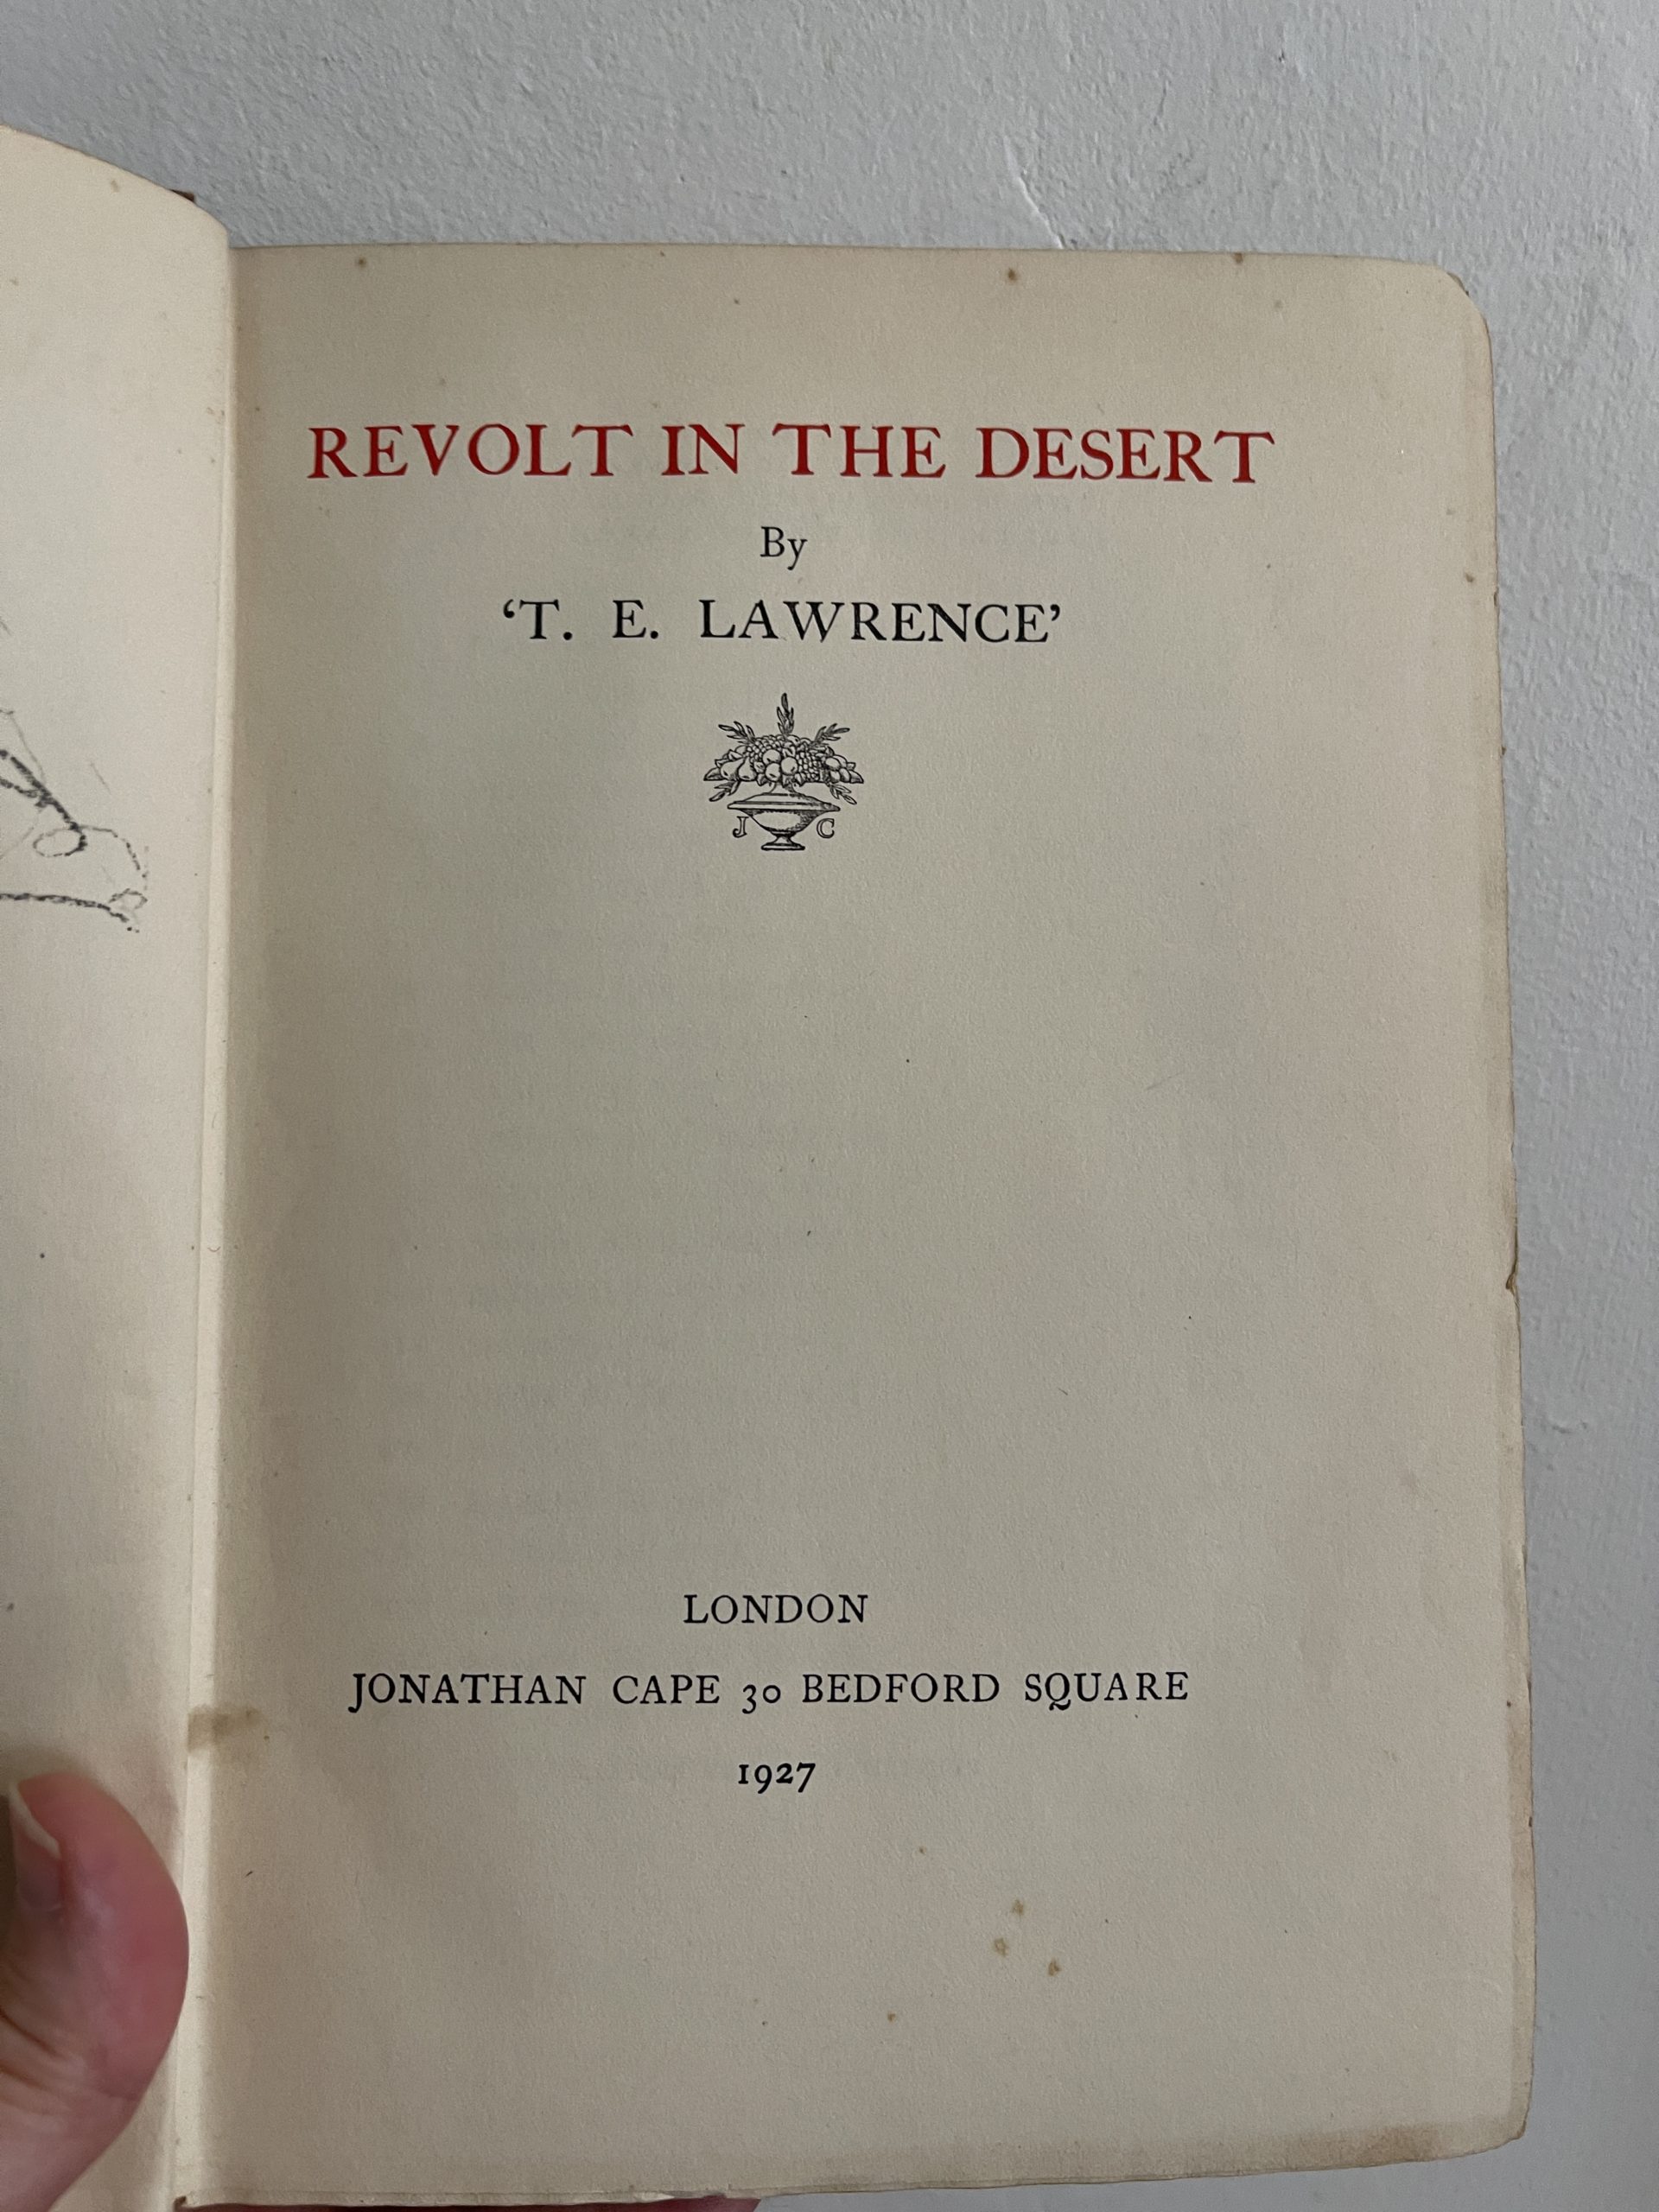 REVOLT IN THE DESERT
By
‘T. E. LAWRENCE’
J C
LONDON
JONATHAN CAPE 30 BEDFORD SQUARE
1927